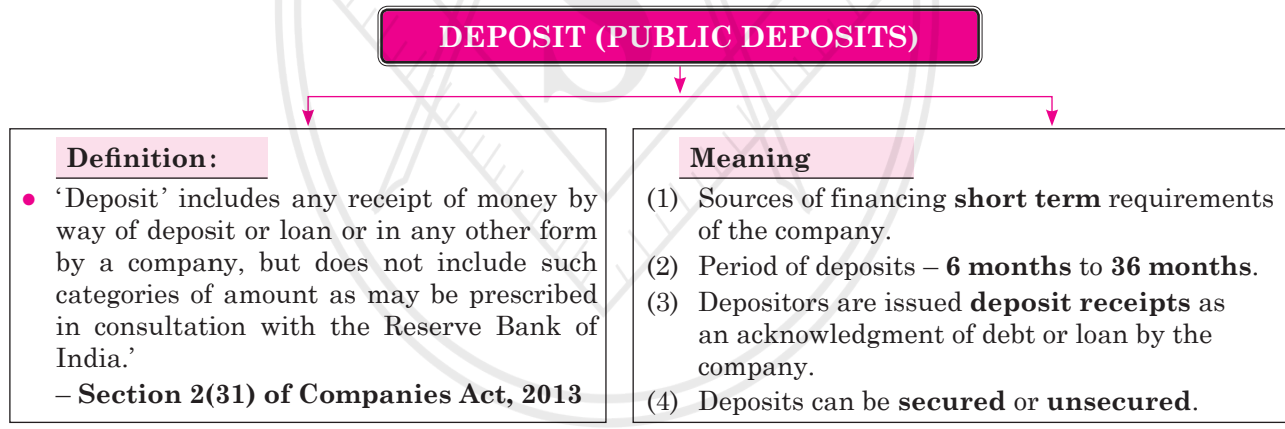 DEPOSIT (PUBLIC DEPOSITS)
Definition:
• ‘Deposit’ includes any receipt of money by
way of deposit or loan or in any other form
by a company, but does not include such
categories of amount as may be prescribed
in consultation with the Reserve Bank of
India.’
– Section 2(31) of Companies Act, 2013
Meaning
(1) Sources of financing short term requirements
of the company.
(2) Period of deposits – 6 months to 36 months.
(3) Depositors are issued deposit receipts as
an acknowledgment of debt or loan by the
company.
(4) Deposits can be secured or unsecured.